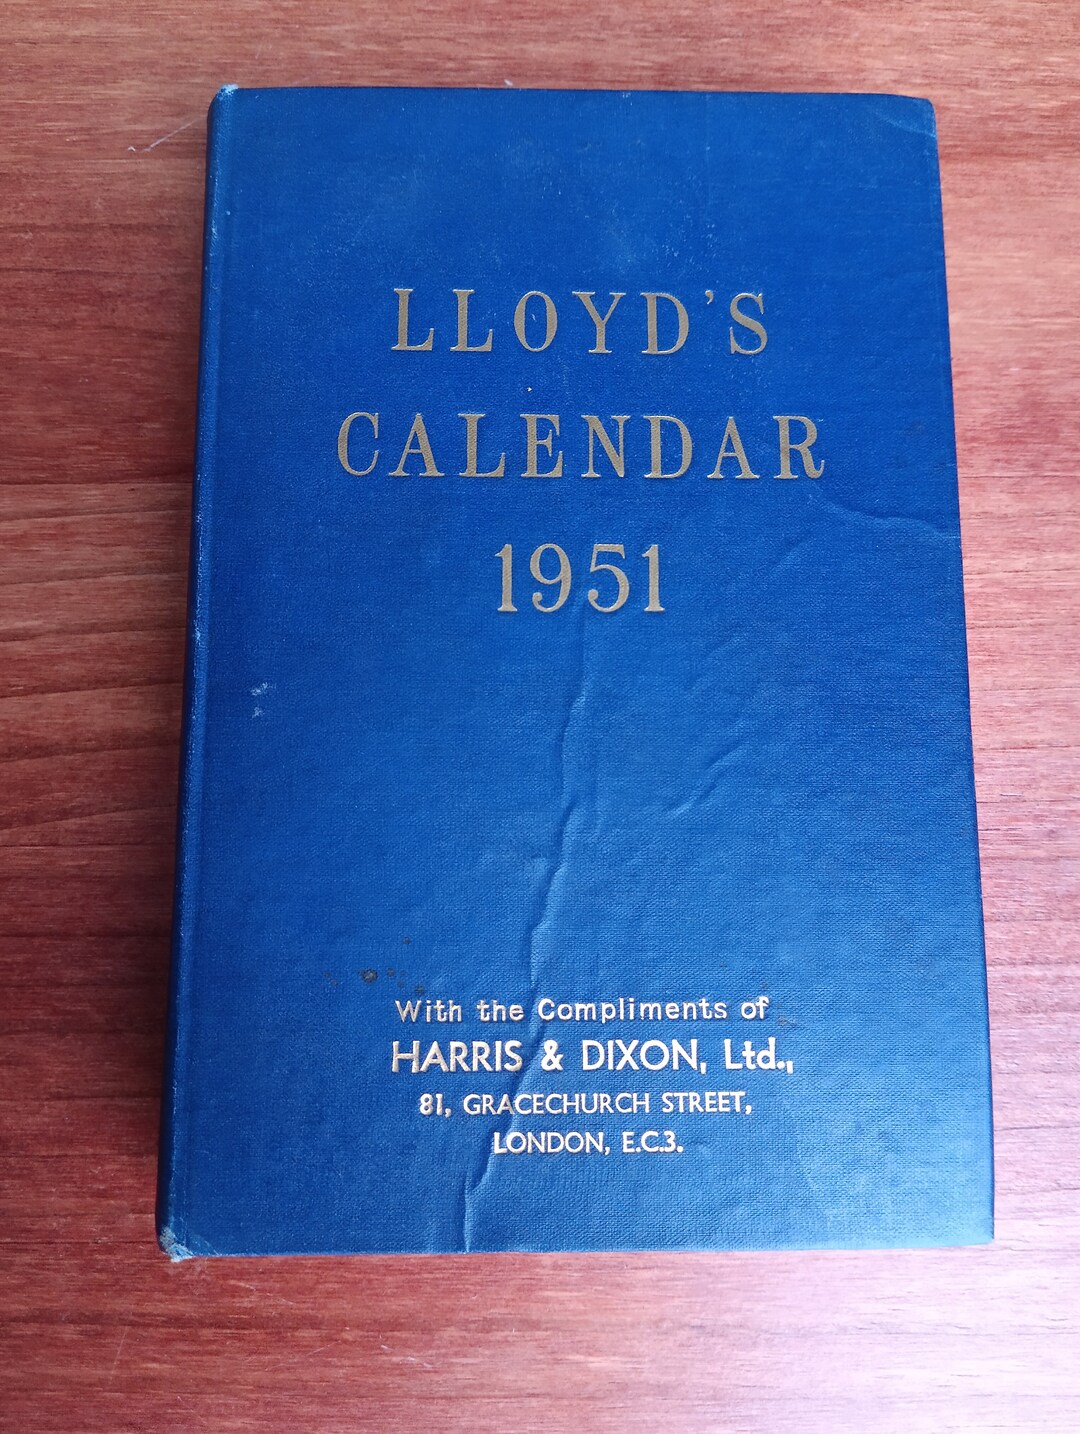 LLOYD'S
CALENDAR
1951
With the Compliments of
HARRIS & DIXON, Ltd.,
81, GRACECHURCH STREET,
LONDON, E.C.3.